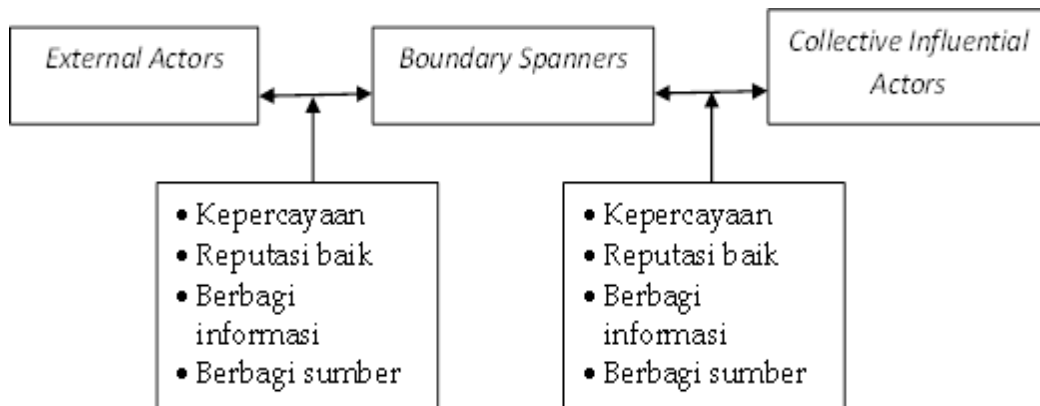 External Actors
Boundary Spanners
Collective Influential
Actors
• Kepercayaan
• Reputasi baik
• Berbagi
informasi
• Berbagi sumber
• Kepercayaan
• Reputasi baik
• Berbagi
informasi
• Berbagi sumber